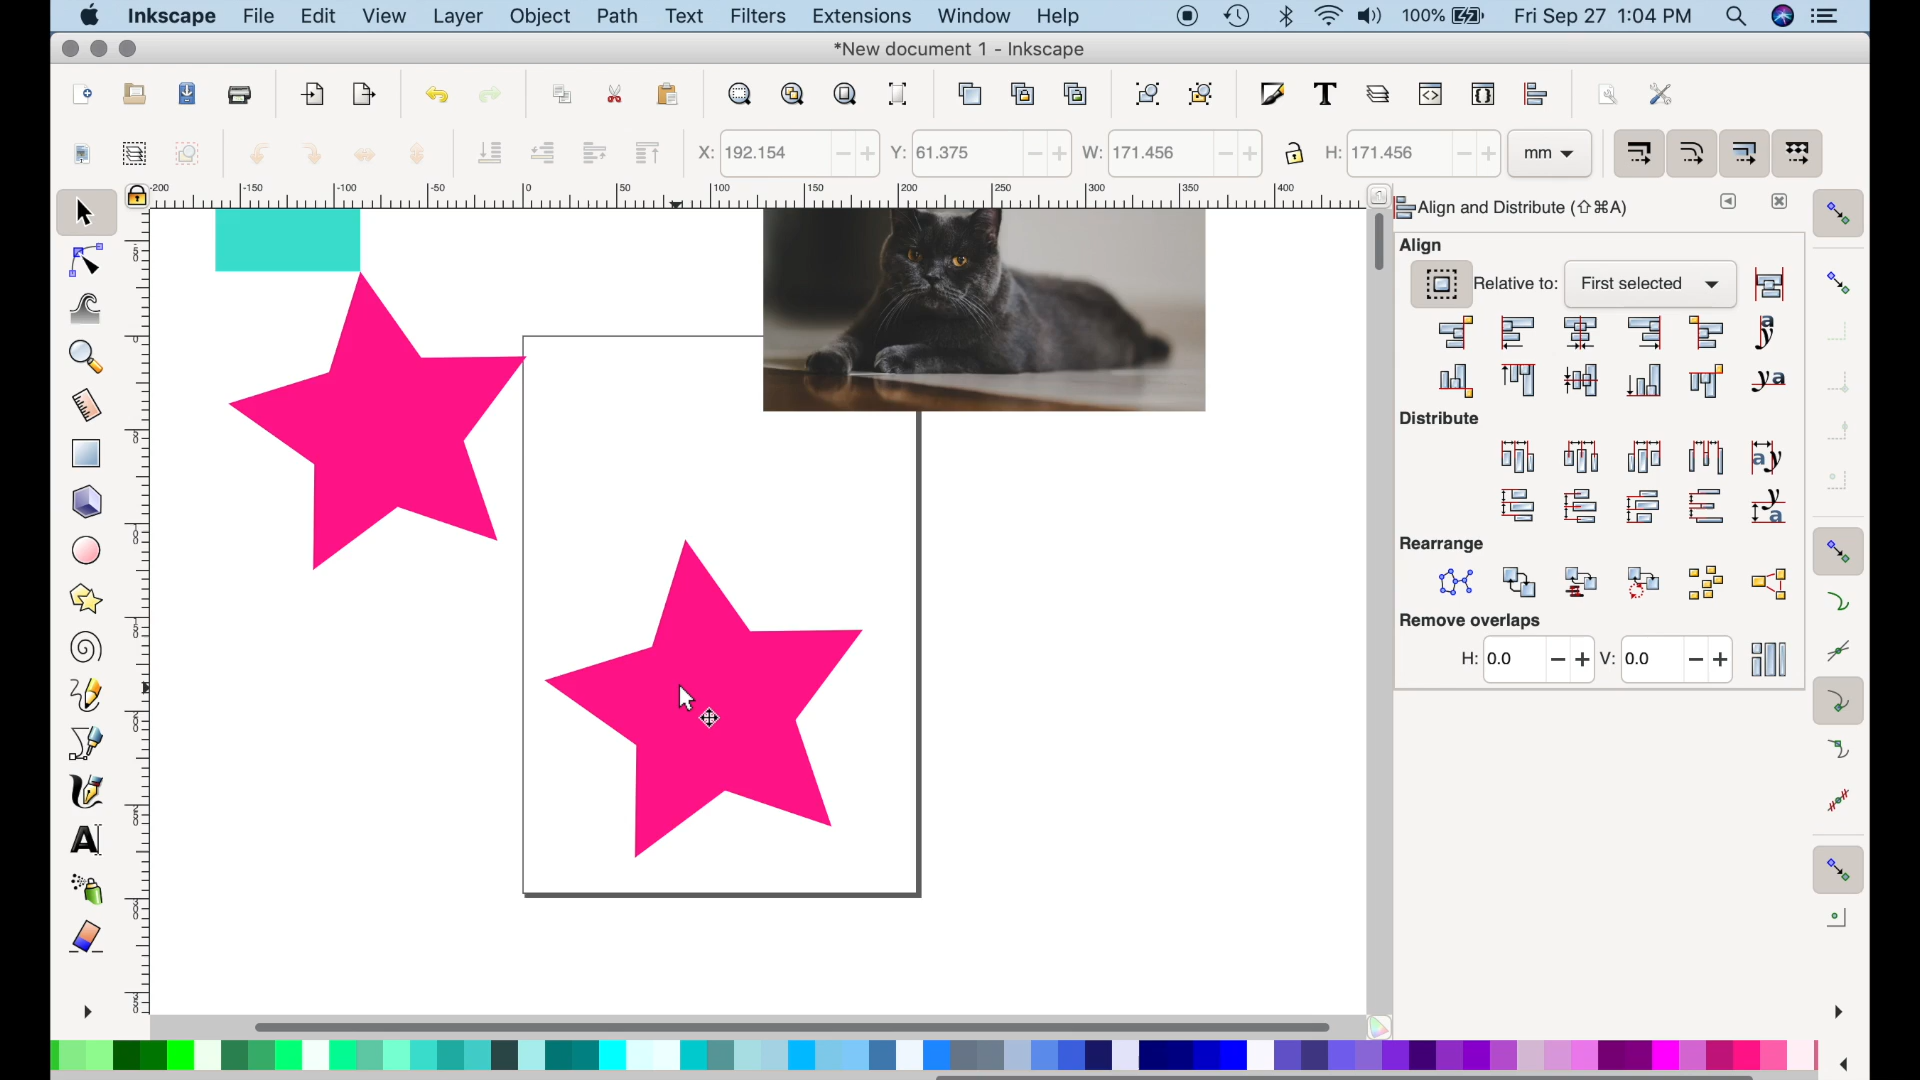 Inkscape File Edit View Layer Object Path Text Filters Extensions Window Help 100% Fri Sep 27 1:04 PM
*New document 1 - Inkscape
X: 192.154 Y: 61.375 W: 171.456 H: 171.456 mm
-200 -150 -100 -50 0 50 100 150 200 250 300 350 400
Align and Distribute (⇧⌘A)
Align
Relative to: First selected
Distribute
Rearrange
Remove overlaps
H: 0.0 V: 0.0